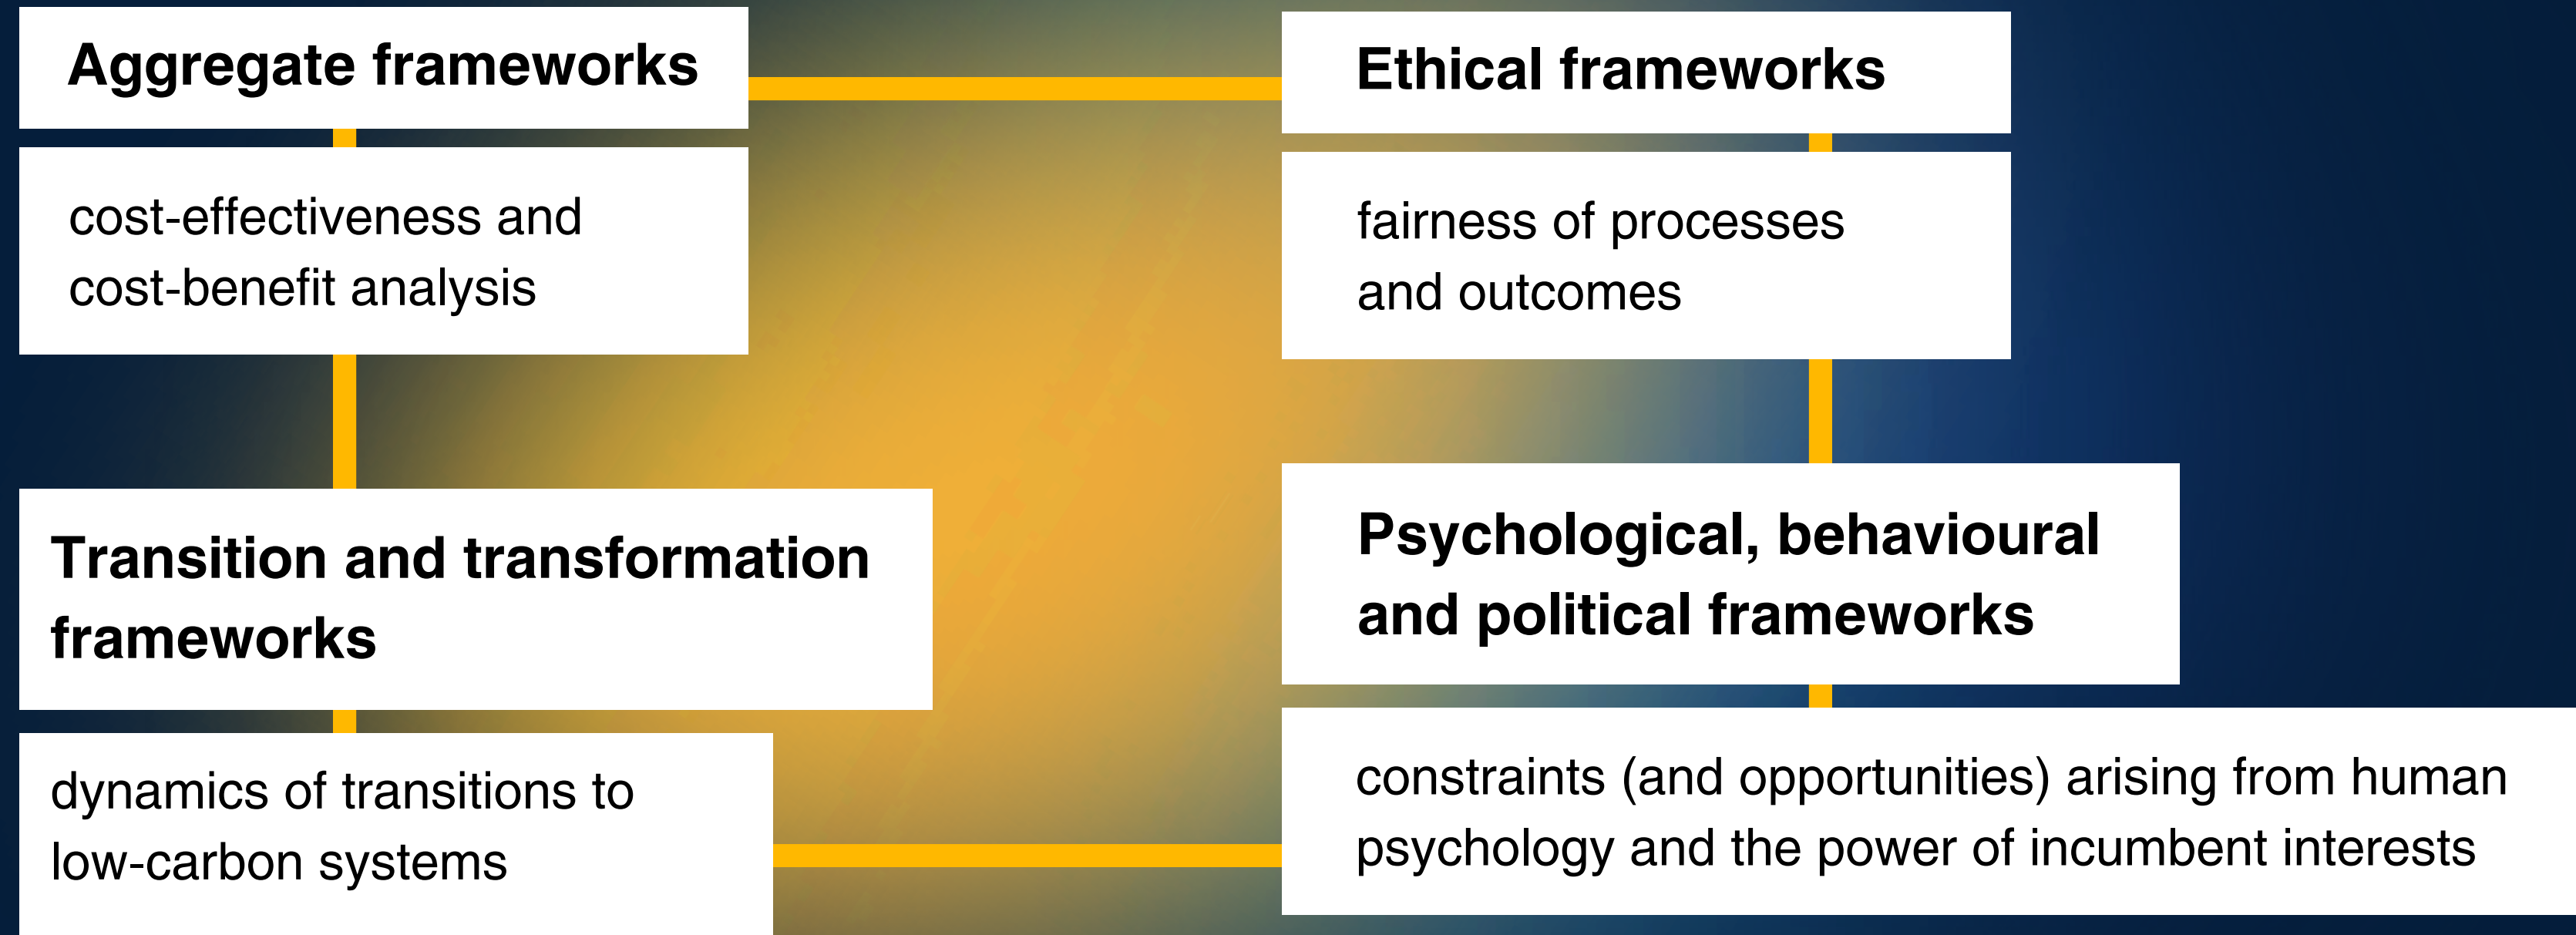 Aggregate frameworks
cost-effectiveness and
cost-benefit analysis
Ethical frameworks
fairness of processes
and outcomes
Transition and transformation
frameworks
dynamics of transitions to
low-carbon systems
Psychological, behavioural
and political frameworks
constraints (and opportunities) arising from human
psychology and the power of incumbent interests